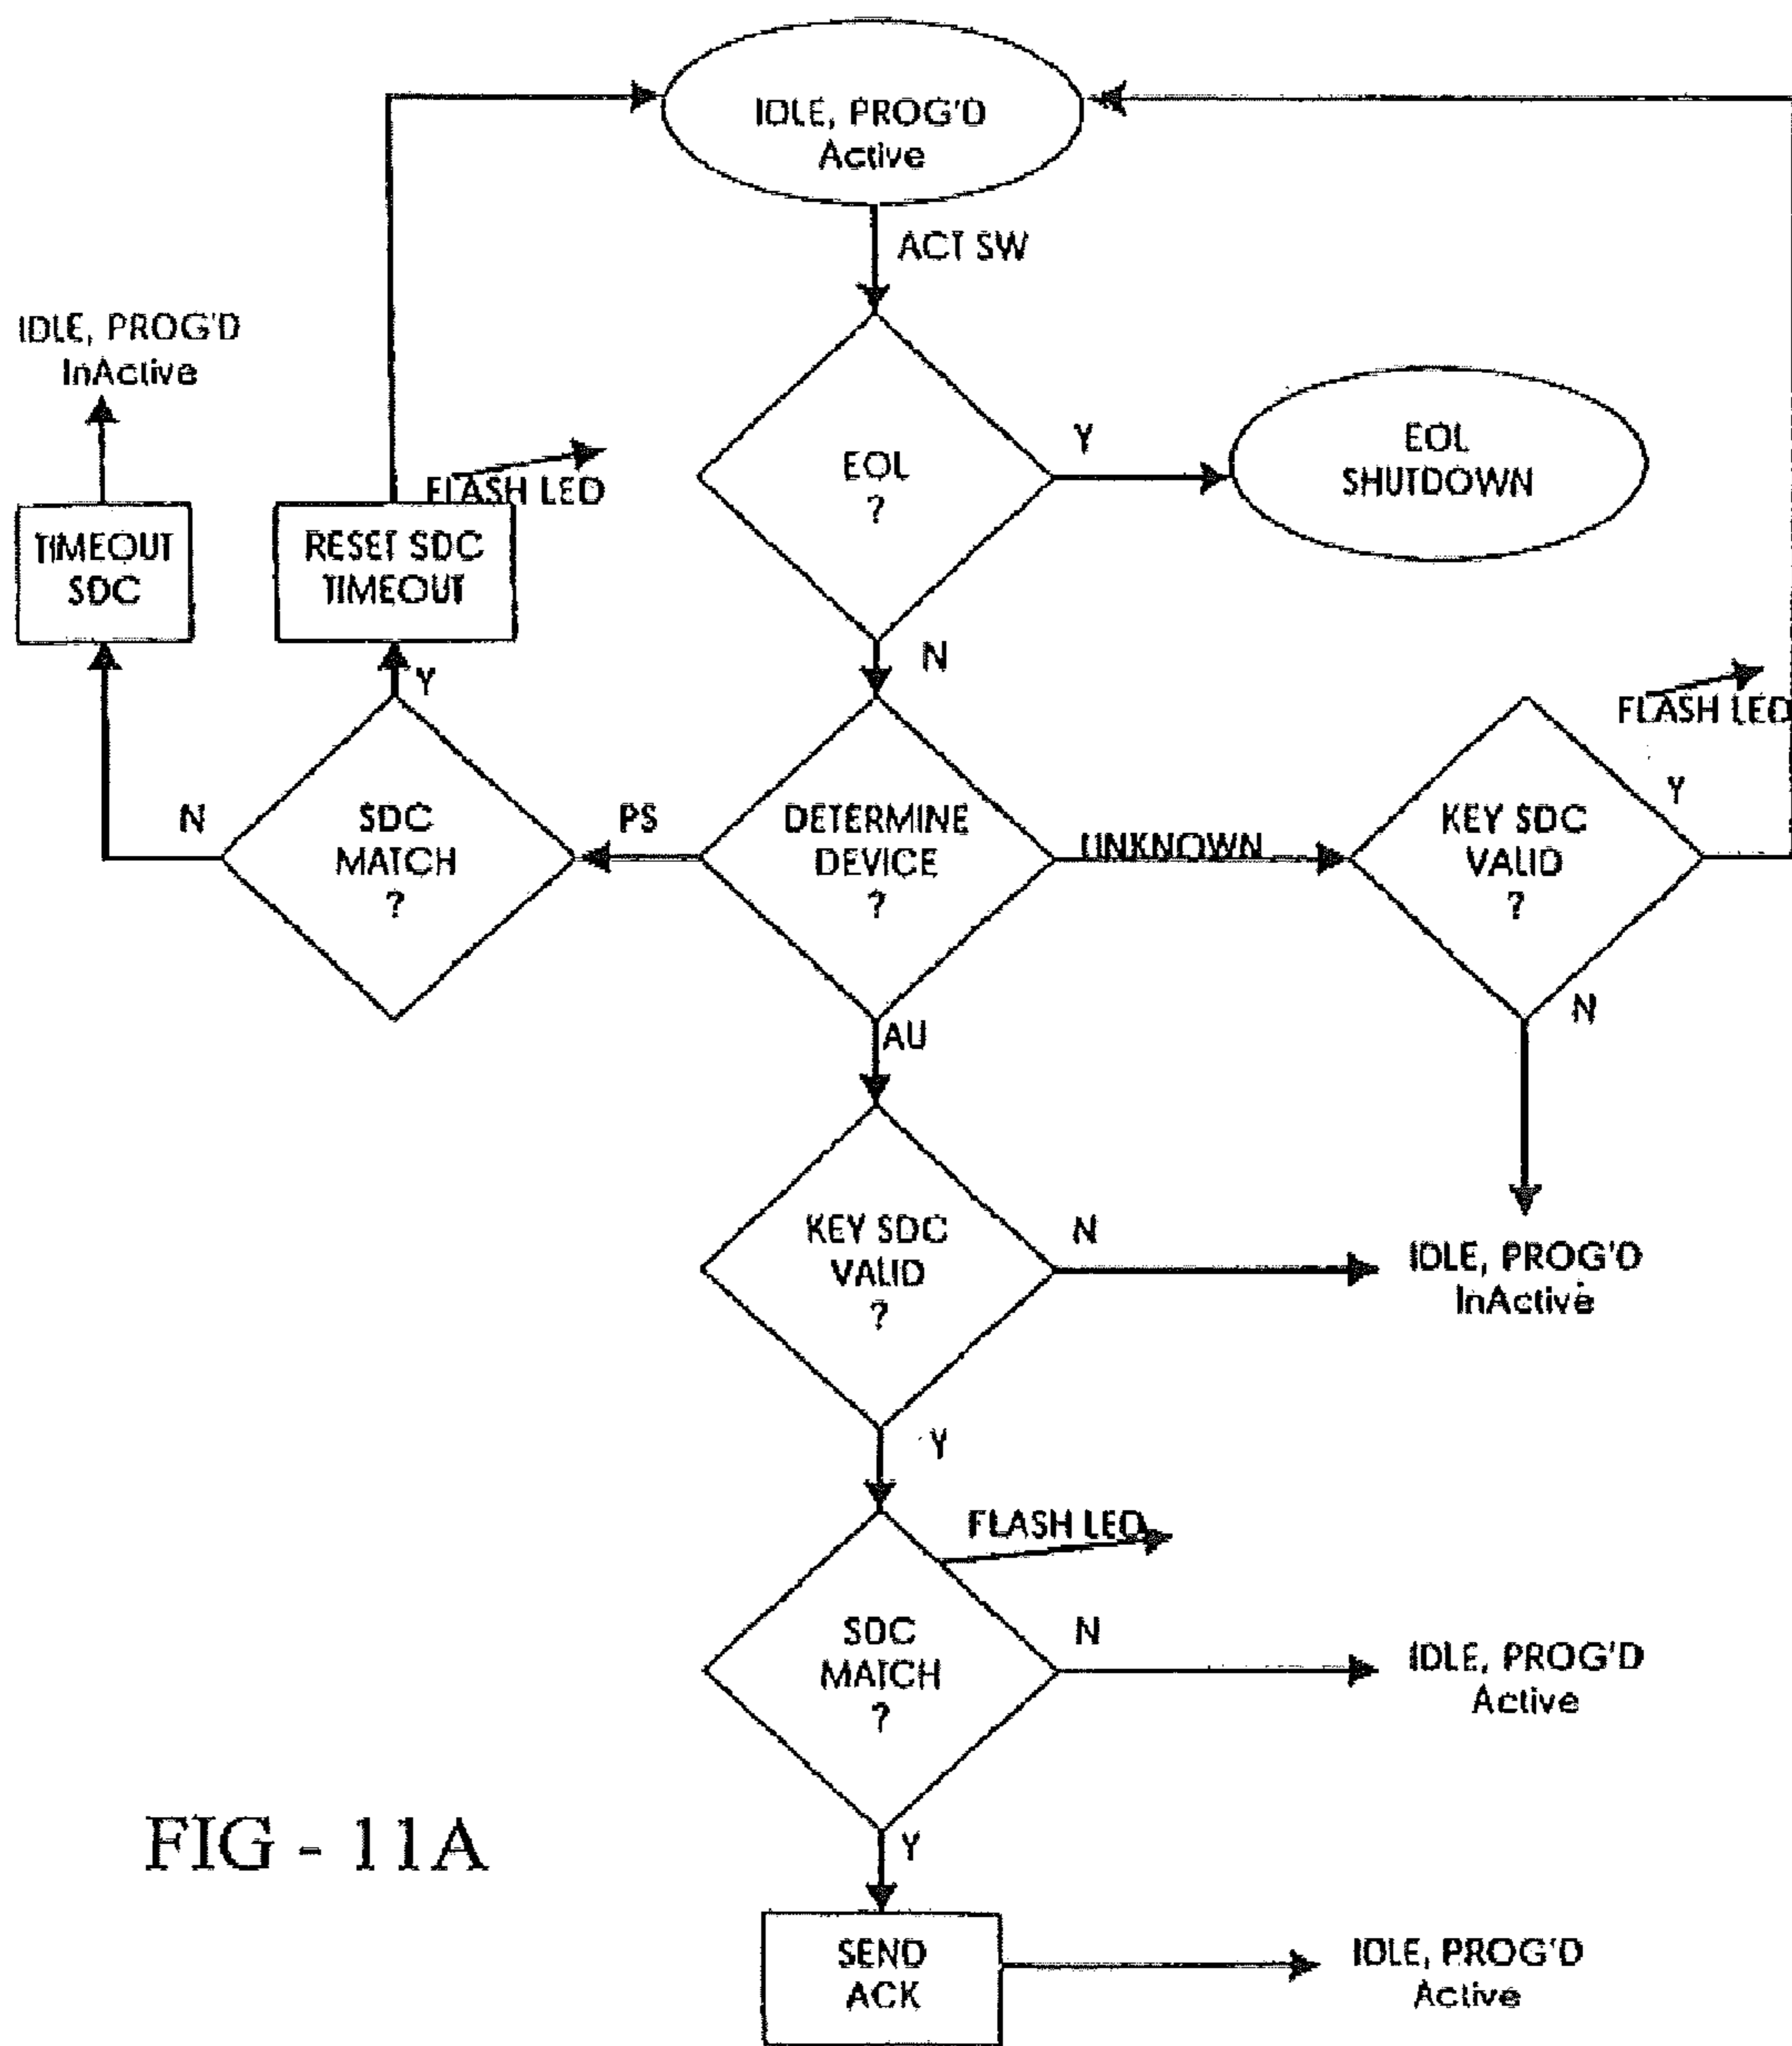 IDLE, PROG'D
Active
ACT SW
IDLE, PROG'D
InActive
EOL
?
Y
EOL
SHUTDOWN
FLASH LED
TIMEOUT
SDC
RESET SDC
TIMEOUT
N
Y
FLASH LED
N
SDC
MATCH
?
PS
DETERMINE
DEVICE
?
UNKNOWN
KEY SDC
VALID
?
Y
N
AU
KEY SDC
VALID
?
N
IDLE, PROG'D
InActive
Y
FLASH LED
SDC
MATCH
?
N
IDLE, PROG'D
Active
Y
FIG - 11A
SEND
ACK
IDLE, PROG'D
Active